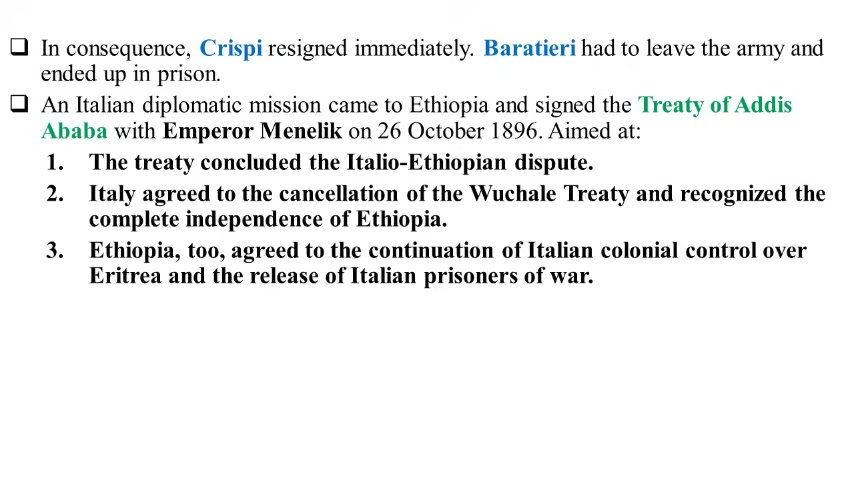 ❑ In consequence, Crispi resigned immediately. Baratieri had to leave the army and
ended up in prison.
❑ An Italian diplomatic mission came to Ethiopia and signed the Treaty of Addis
Ababa with Emperor Menelik on 26 October 1896. Aimed at:
1. The treaty concluded the Italio-Ethiopian dispute.
2. Italy agreed to the cancellation of the Wuchale Treaty and recognized the
complete independence of Ethiopia.
3. Ethiopia, too, agreed to the continuation of Italian colonial control over
Eritrea and the release of Italian prisoners of war.